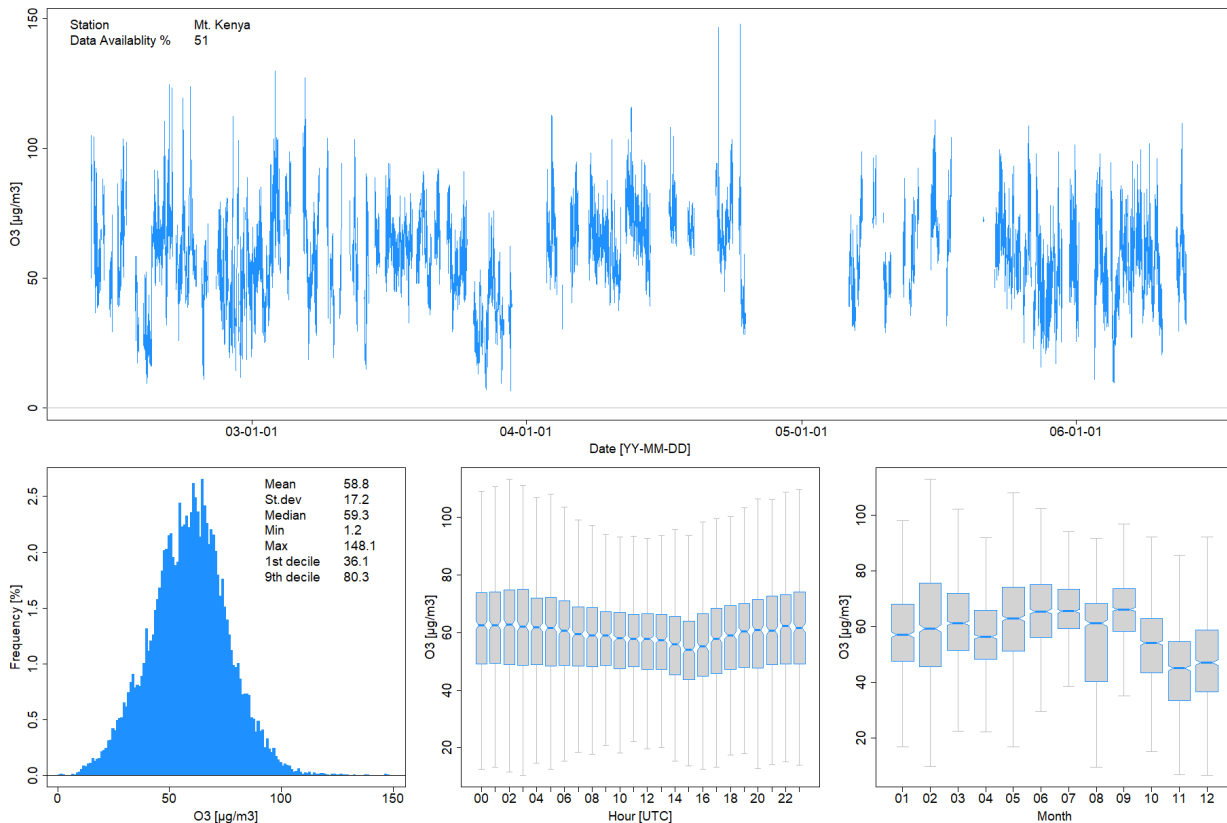 Station Mt. Kenya
Data Availablity % 51
150
100
50
0
O3 [µg/m3]
03-01-01 04-01-01 05-01-01 06-01-01
Date [YY-MM-DD]
Mean 58.8
St.dev 17.2
Median 59.3
Min 1.2
Max 148.1
1st decile 36.1
9th decile 80.3
2.5
2.0
1.5
1.0
0.5
0.0
Frequency [%]
0 50 100 150
O3 [µg/m3]
100
80
60
40
20
O3 [µg/m3]
00 02 04 06 08 10 12 14 16 18 20 22
Hour [UTC]
100
80
60
40
20
O3 [µg/m3]
01 02 03 04 05 06 07 08 09 10 11 12
Month